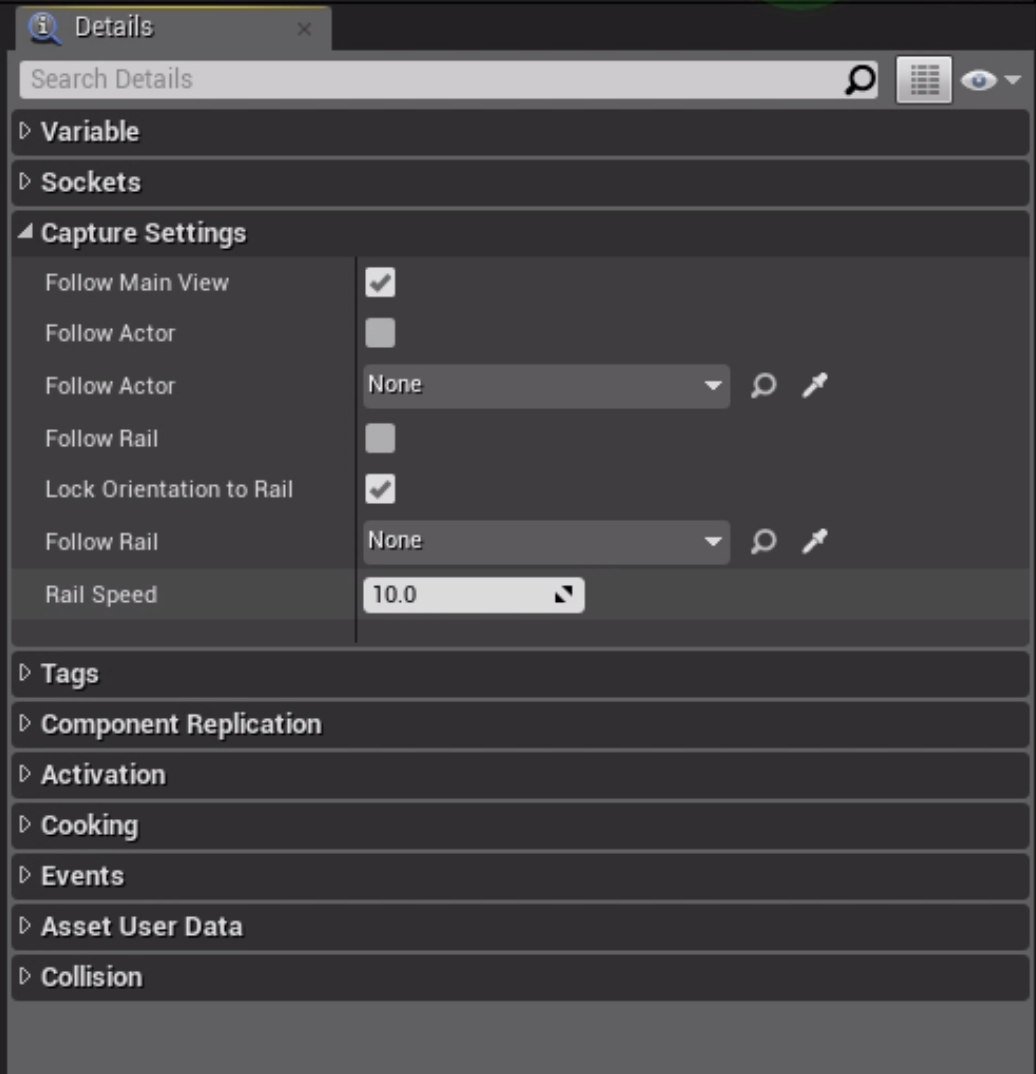 Details
Search Details
Variable
Sockets
Capture Settings
Follow Main View
Follow Actor
Follow Actor None
Follow Rail
Lock Orientation to Rail
Follow Rail None
Rail Speed 10.0
Tags
Component Replication
Activation
Cooking
Events
Asset User Data
Collision